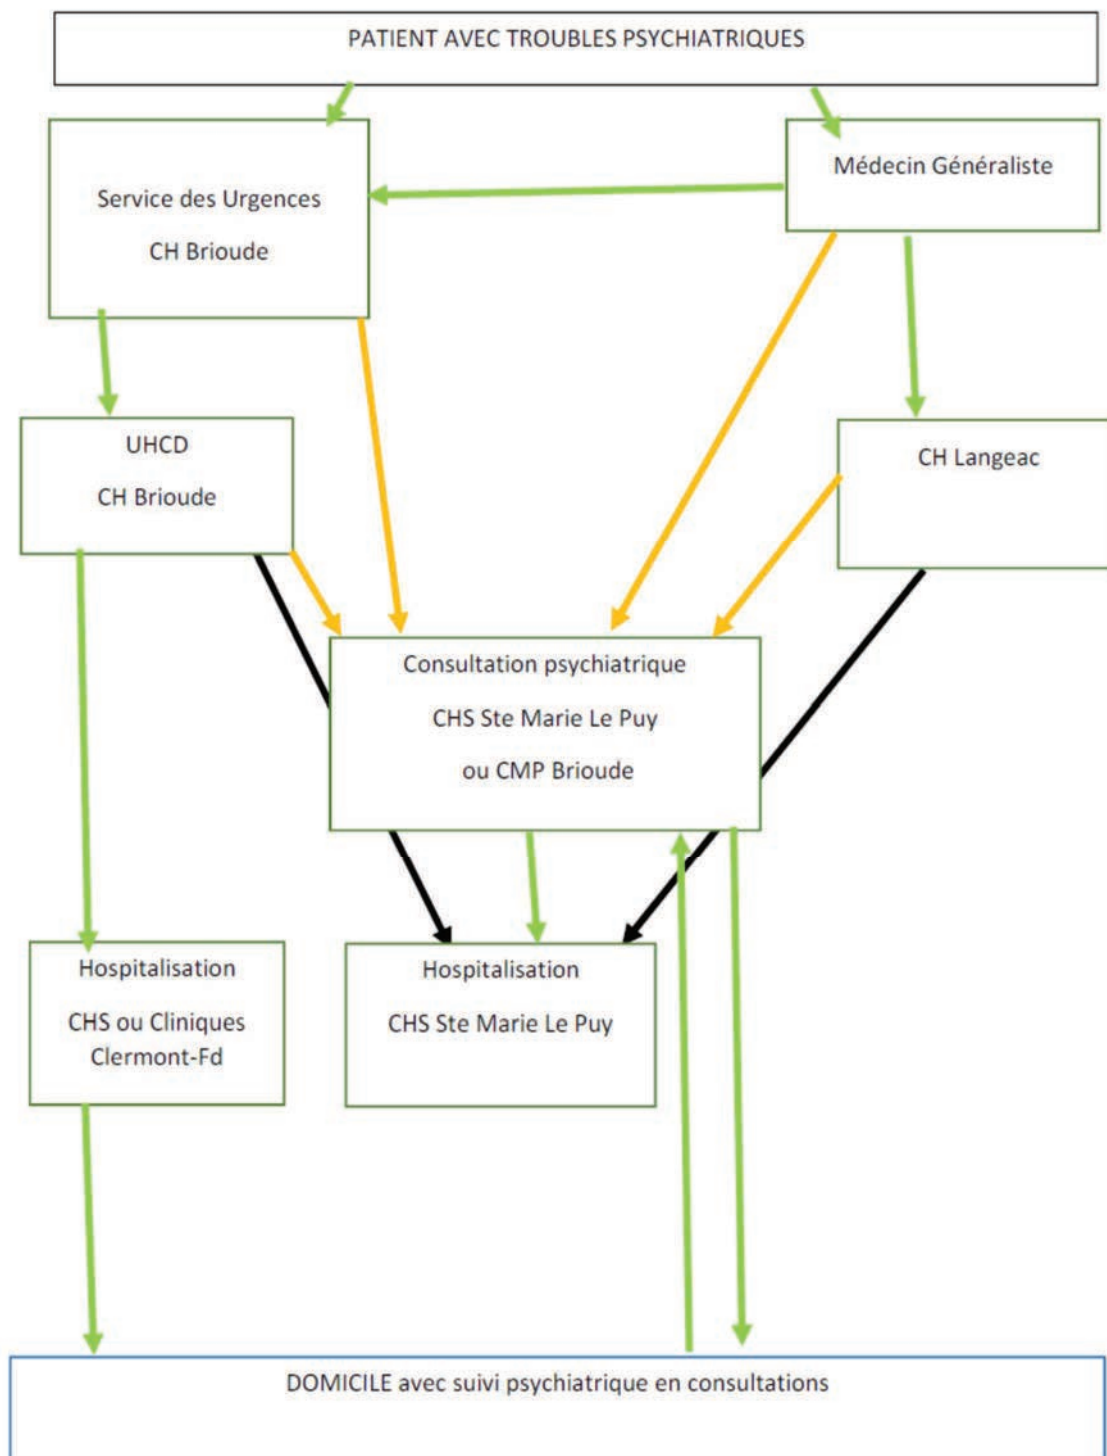 PATIENT AVEC TROUBLES PSYCHIATRIQUES
Médecin Généraliste
Service des Urgences
CH Brioude
UHCD
CH Brioude
CH Langeac
Consultation psychiatrique
CHS Ste Marie Le Puy
ou CMP Brioude
Hospitalisation
CHS ou Cliniques
Clermont-Fd
Hospitalisation
CHS Ste Marie Le Puy
DOMICILE avec suivi psychiatrique en consultations